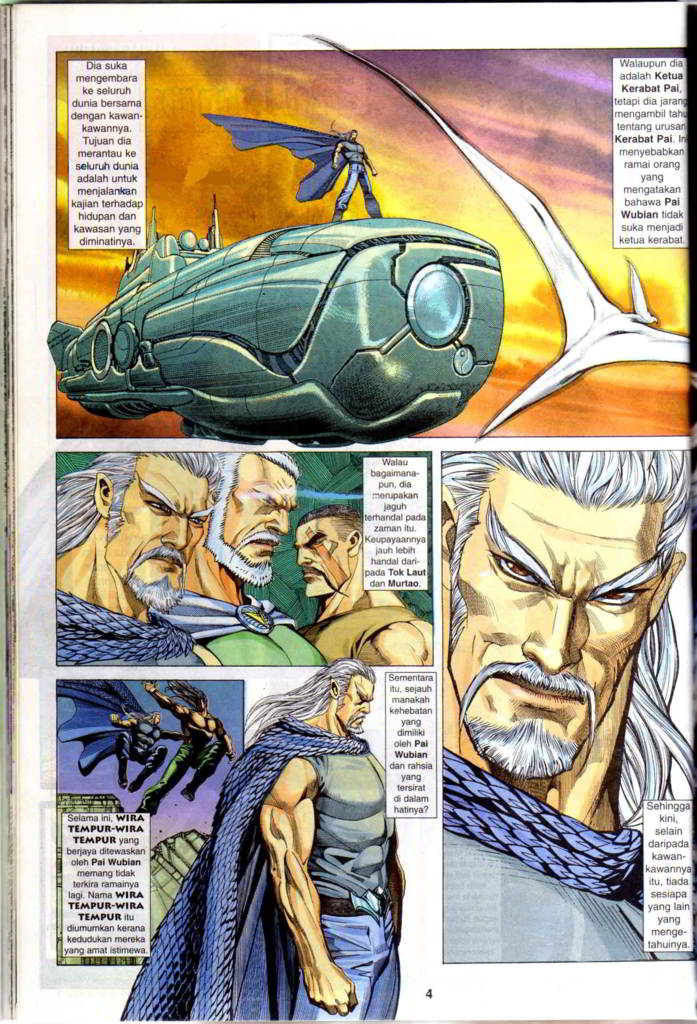 Dia suka
mengembara
ke seluruh
dunia bersama
dengan kawan-
kawannya.
Tujuan dia
merantau ke
seluruh dunia
adalah untuk
menjalankan
kajian terhadap
hidupan dan
kawasan yang
diminatinya.
Walaupun dia
adalah Ketua
Kerabat Pai,
tetapi dia jarang
mengambil tahu
tentang urusan
Kerabat Pai. Ini
menyebabkan
ramai orang
yang
mengatakan
bahawa Pai
Wubian tidak
suka menjadi
ketua kerabat.
Walau
bagaimana-
pun, dia
merupakan
jaguh
terhandal pada
zaman itu.
Keupayaannya
jauh lebih
handal dari-
pada Tok Laut
dan Murtao.
Selama ini, WIRA
TEMPUR-WIRA
TEMPUR yang
berjaya ditewaskan
oleh Pai Wubian
memang tidak
terkira ramainya
lagi. Nama WIRA
TEMPUR-WIRA
TEMPUR itu
diumumkan kerana
kedudukan mereka
yang amat istimewa.
Sementara
itu, sejauh
manakah
kehebatan
yang
dimiliki
oleh Pai
Wubian
dan rahsia
yang
tersirat
di dalam
hatinya?
Sehingga
kini,
selain
daripada
kawan-
kawannya
itu, tiada
sesiapa
yang lain
yang
menge-
tahuinya.
4